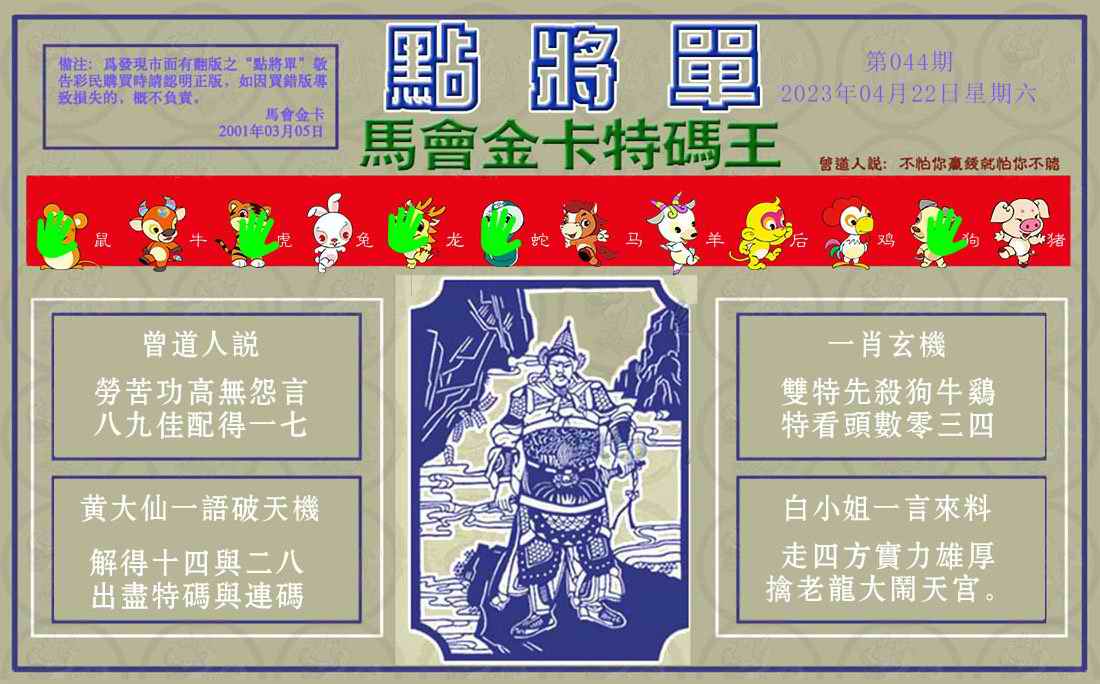 點將單
備注：爲發現市面有翻版之“點將單”敬
告彩民購買時請認明正版，如因買錯版導
致損失的，概不負責。
馬會金卡
2001年03月05日
第044期
2023年04月22日星期六
馬會金卡特碼王
曾道人説：不怕你贏錢就怕你不賭
鼠 牛 虎 兔 龙 蛇 马 羊 后 鸡 狗 猪
曾道人説
勞苦功高無怨言
八九佳配得一七
一肖玄機
雙特先殺狗牛鷄
特看頭數零三四
黄大仙一語破天機
解得十四與二八
出盡特碼與連碼
白小姐一言來料
走四方實力雄厚
擒老龍大鬧天宫。